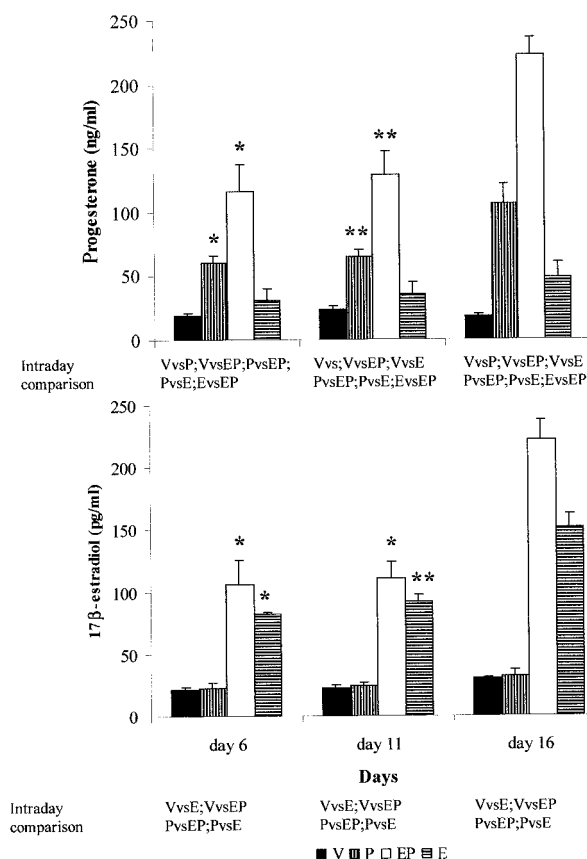 250
200
150
100
50
0
Progesterone (ng/ml)
*
*
**
**
Intraday
comparison
VvsP;VvsEP;PvsEP;
PvsE;EvsEP
Vvs;VvsEP;VvsE
PvsEP;PvsE;EvsEP
VvsP;VvsEP;VvsE
PvsEP;PvsE;EvsEP
250
200
150
100
50
0
17β-estradiol (pg/ml)
*
*
*
**
day 6
day 11
day 16
Days
Intraday
comparison
VvsE;VvsEP
PvsEP;PvsE
VvsE;VvsEP
PvsEP;PvsE
VvsE;VvsEP
PvsEP;PvsE
V P EP E